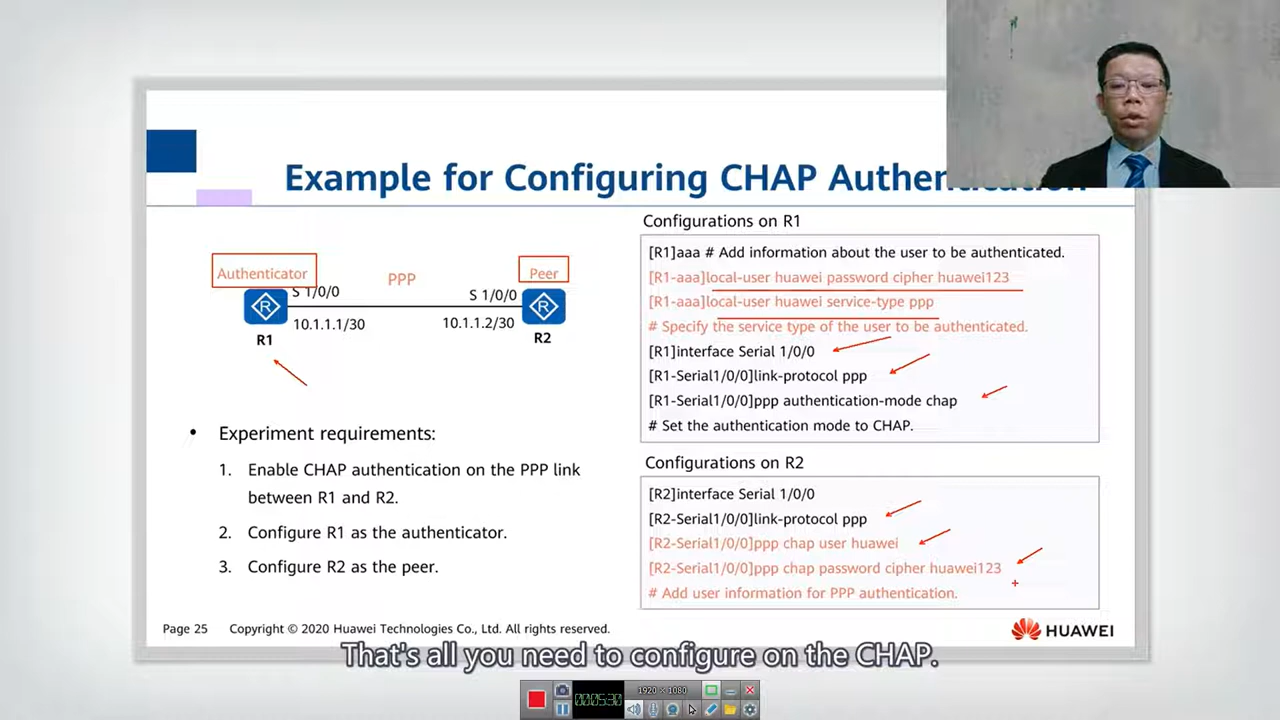 Example for Configuring CHAP Authentication
Authenticator
PPP
Peer
S 1/0/0
S 1/0/0
10.1.1.1/30
10.1.1.2/30
R1
R2
• Experiment requirements:
1. Enable CHAP authentication on the PPP link
between R1 and R2.
2. Configure R1 as the authenticator.
3. Configure R2 as the peer.
Configurations on R1
[R1]aaa # Add information about the user to be authenticated.
[R1-aaa]local-user huawei password cipher huawei123
[R1-aaa]local-user huawei service-type ppp
# Specify the service type of the user to be authenticated.
[R1]interface Serial 1/0/0
[R1-Serial1/0/0]link-protocol ppp
[R1-Serial1/0/0]ppp authentication-mode chap
# Set the authentication mode to CHAP.
Configurations on R2
[R2]interface Serial 1/0/0
[R2-Serial1/0/0]link-protocol ppp
[R2-Serial1/0/0]ppp chap user huawei
[R2-Serial1/0/0]ppp chap password cipher huawei123
# Add user information for PPP authentication.
Page 25 Copyright © 2020 Huawei Technologies Co., Ltd. All rights reserved.
HUAWEI
That's all you need to configure on the CHAP.
1920 × 1080
000530